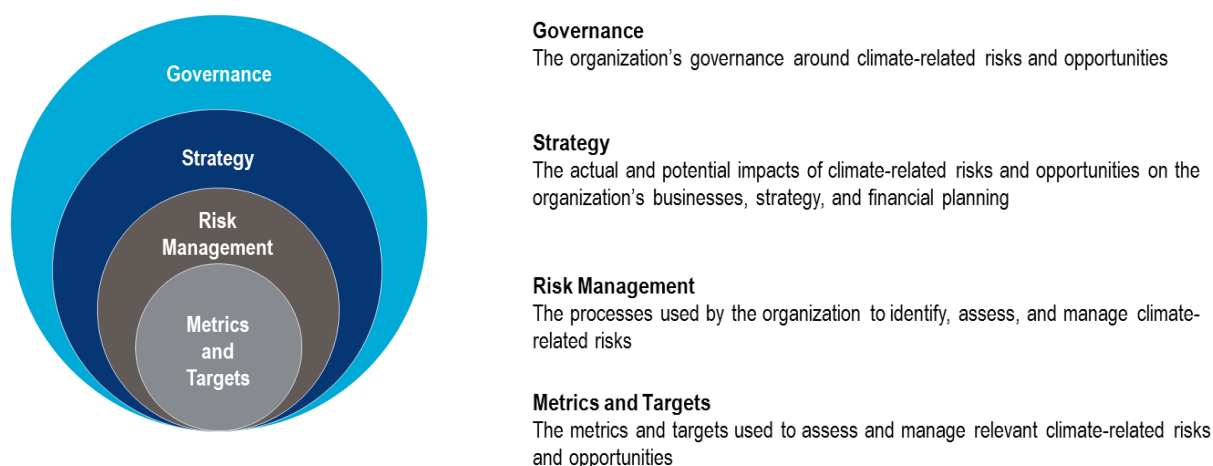 Governance
Strategy
Risk
Management
Metrics
and
Targets
Governance
The organization’s governance around climate-related risks and opportunities
Strategy
The actual and potential impacts of climate-related risks and opportunities on the
organization’s businesses, strategy, and financial planning
Risk Management
The processes used by the organization to identify, assess, and manage climate-
related risks
Metrics and Targets
The metrics and targets used to assess and manage relevant climate-related risks
and opportunities